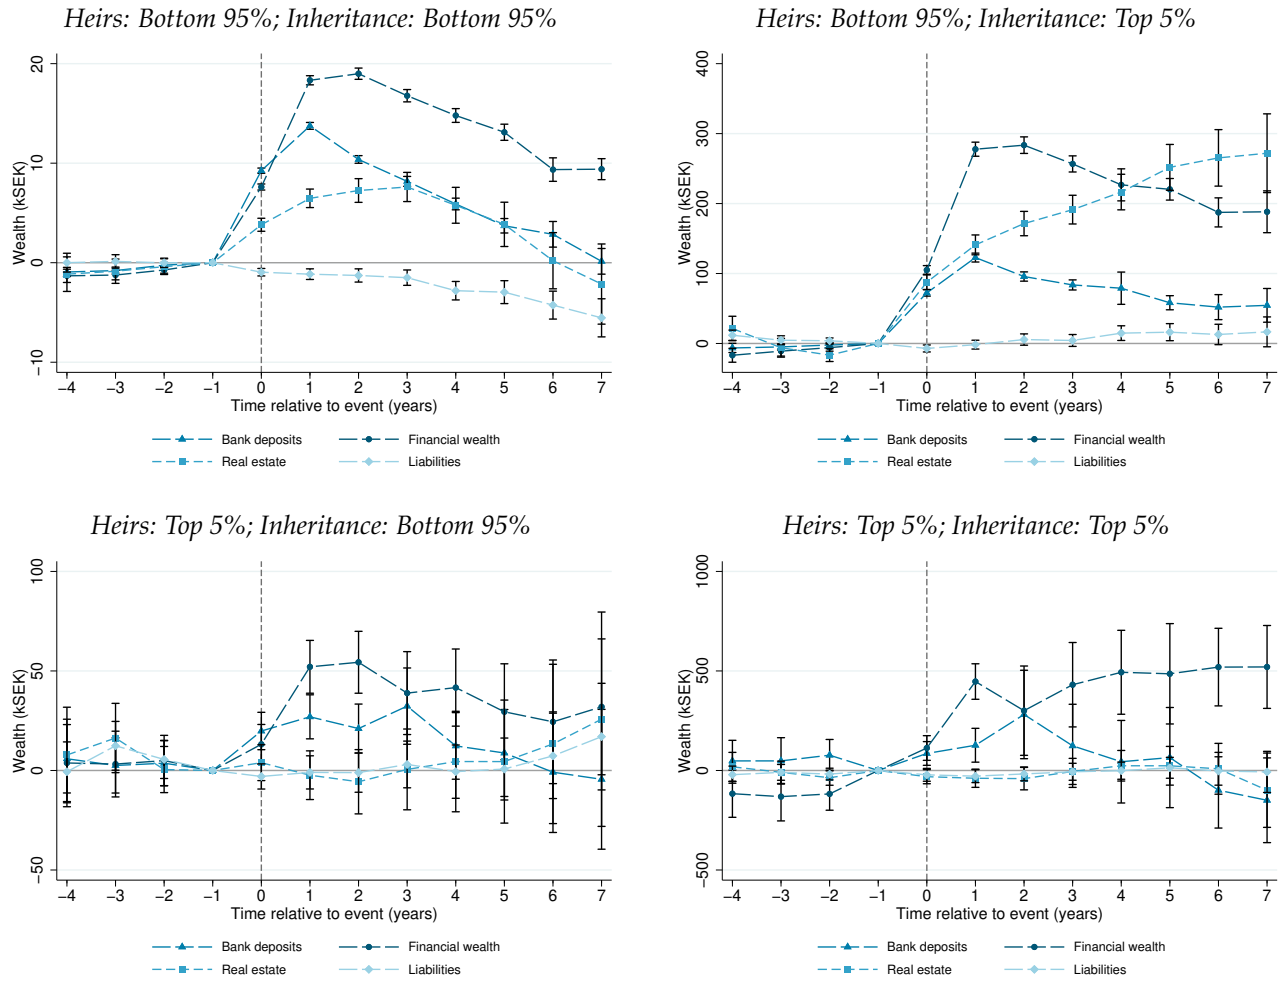 Heirs: Bottom 95%; Inheritance: Bottom 95%
Wealth (kSEK)
20
10
0
−10
−4 −3 −2 −1 0 1 2 3 4 5 6 7
Time relative to event (years)
Bank deposits Financial wealth
Real estate Liabilities
Heirs: Bottom 95%; Inheritance: Top 5%
Wealth (kSEK)
400
300
200
100
0
−4 −3 −2 −1 0 1 2 3 4 5 6 7
Time relative to event (years)
Bank deposits Financial wealth
Real estate Liabilities
Heirs: Top 5%; Inheritance: Bottom 95%
Wealth (kSEK)
100
50
0
−50
−4 −3 −2 −1 0 1 2 3 4 5 6 7
Time relative to event (years)
Bank deposits Financial wealth
Real estate Liabilities
Heirs: Top 5%; Inheritance: Top 5%
Wealth (kSEK)
1000
500
0
−500
−4 −3 −2 −1 0 1 2 3 4 5 6 7
Time relative to event (years)
Bank deposits Financial wealth
Real estate Liabilities